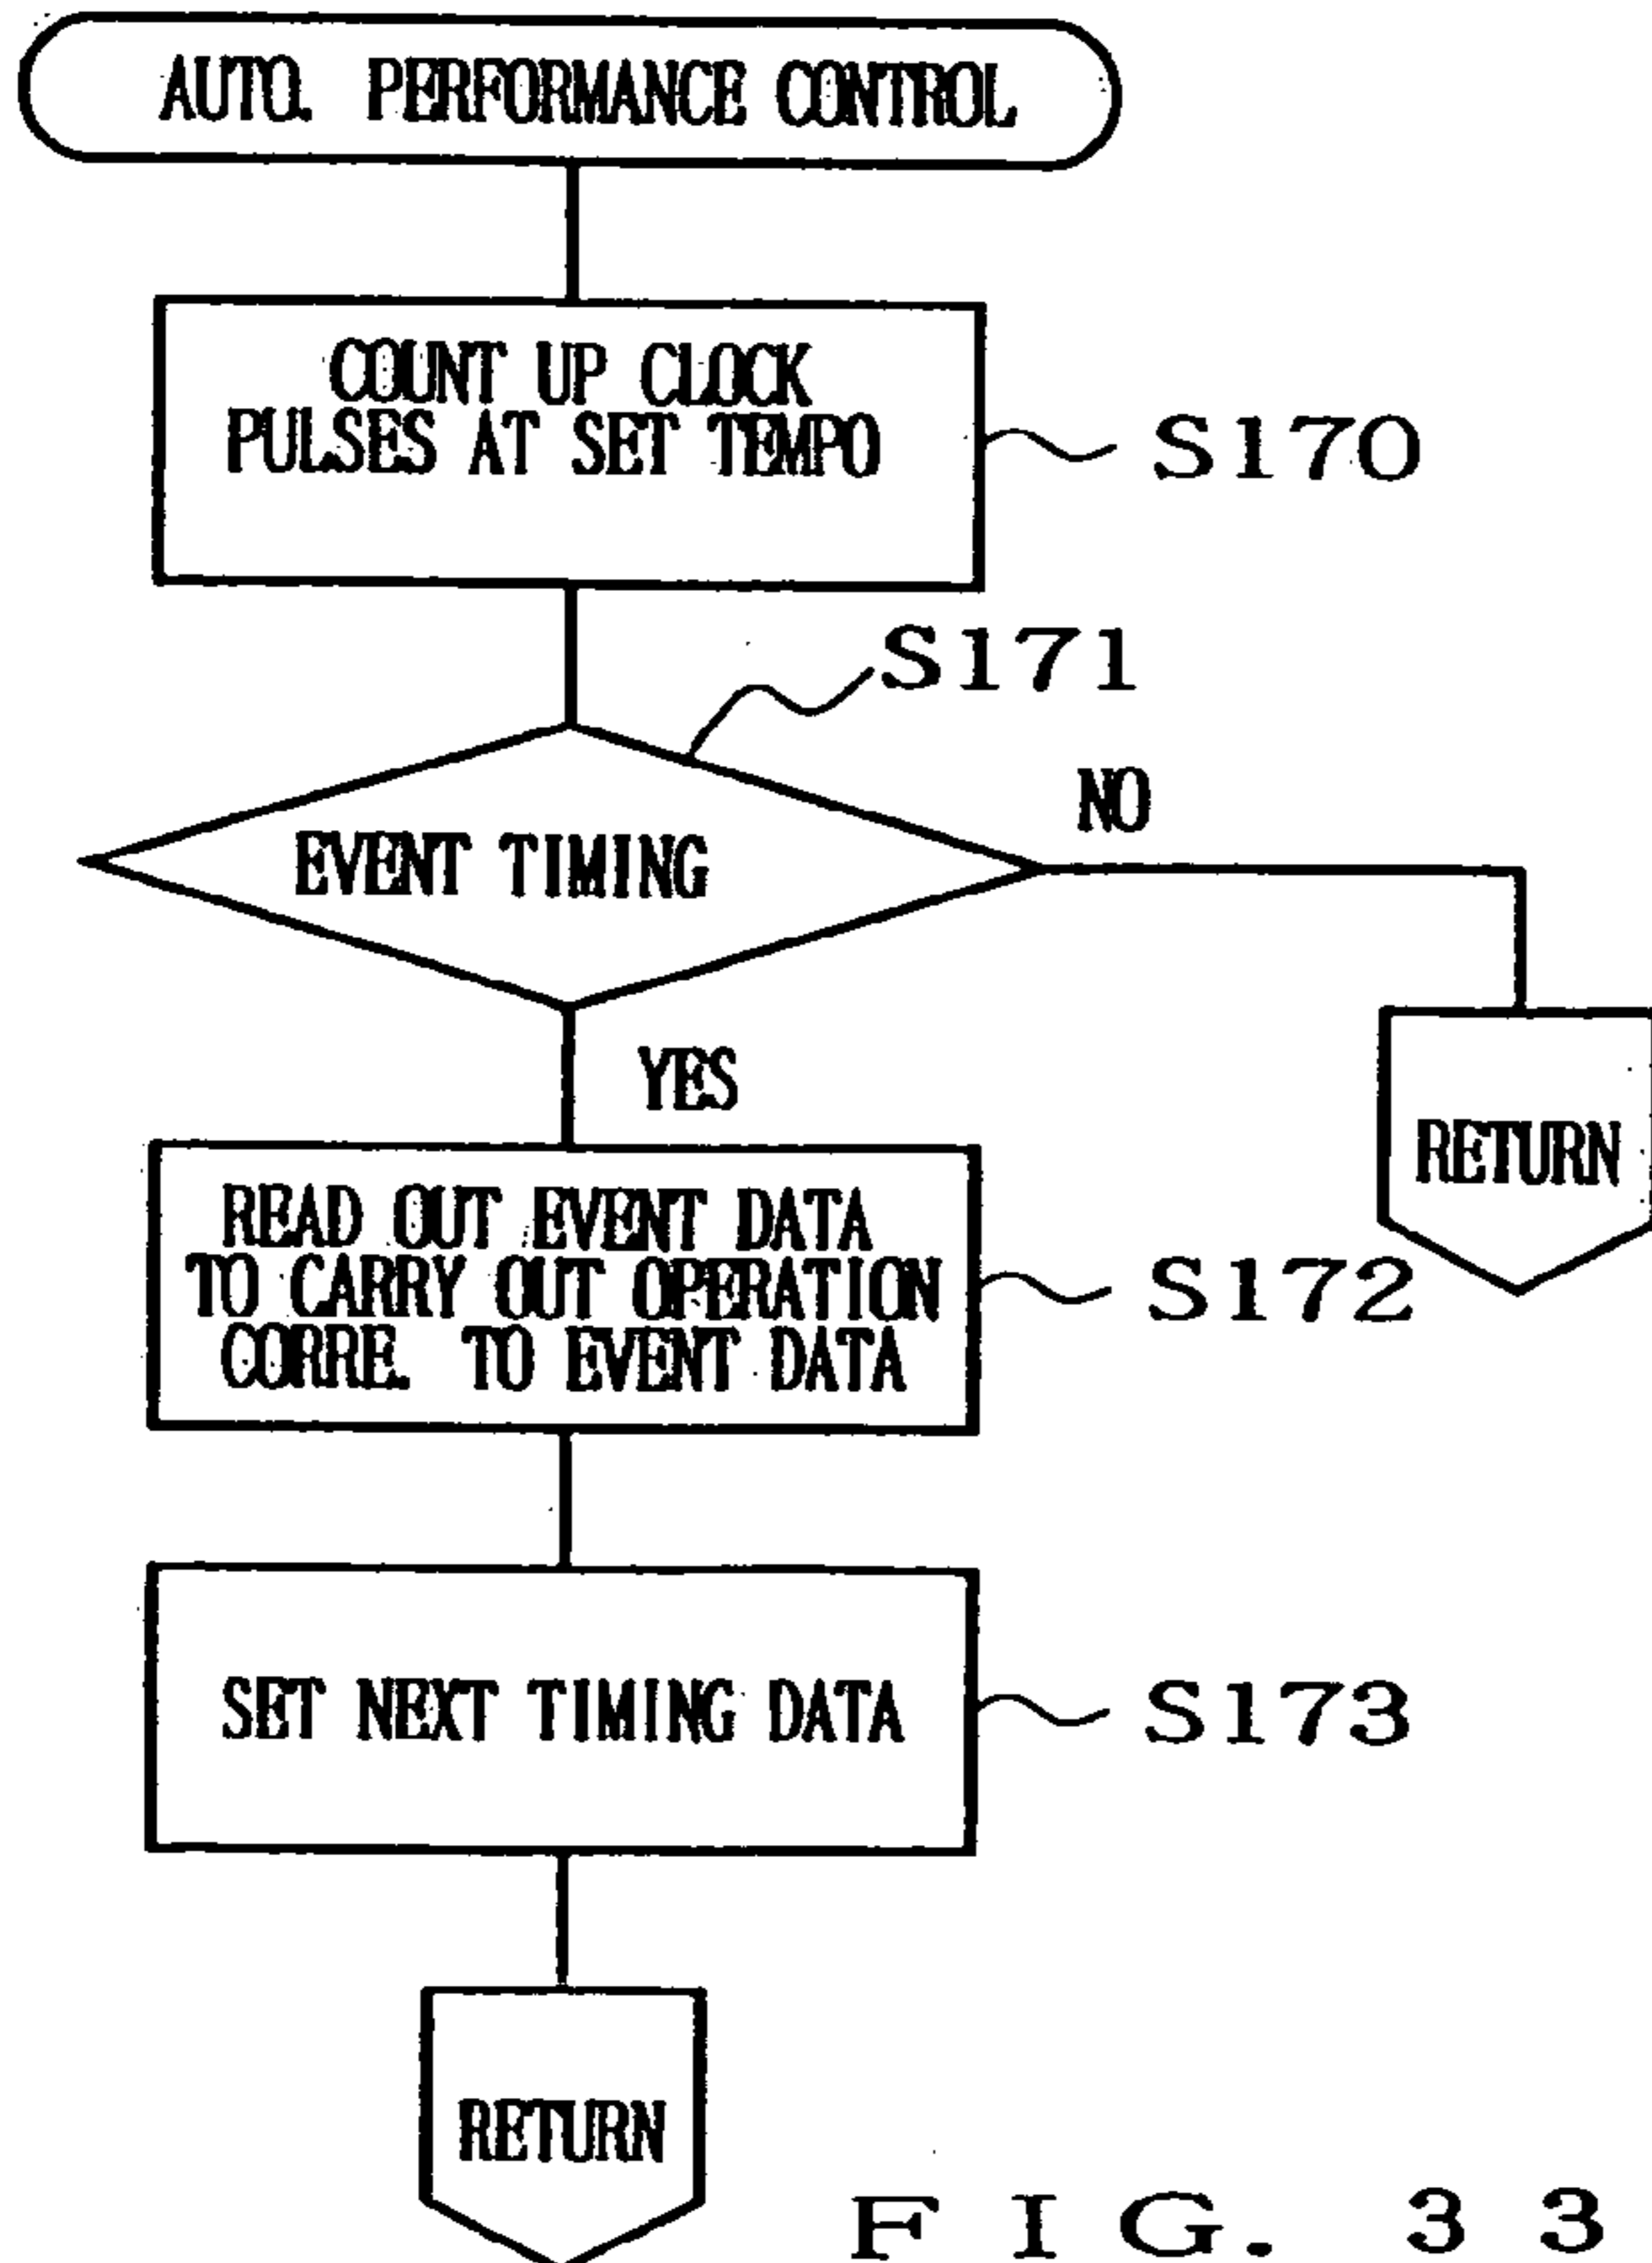 AUTO. PERFORMANCE CONTROL
COUNT UP CLOCK
PULSES AT SET TEMPO
S170
S171
EVENT TIMING
NO
YES
RETURN
READ OUT EVENT DATA
TO CARRY OUT OPERATION
CORRE. TO EVENT DATA
S172
SET NEXT TIMING DATA
S173
RETURN
FIG. 33